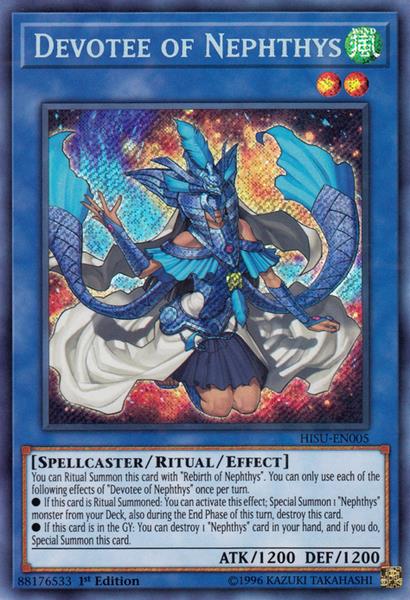 DEVOTEE OF NEPHTHYS
WIND
風
HISU-EN005
[SPELLCASTER/RITUAL/EFFECT]
You can Ritual Summon this card with "Rebirth of Nephthys". You can only use each of the
following effects of "Devotee of Nephthys" once per turn.
● If this card is Ritual Summoned: You can activate this effect; Special Summon 1 "Nephthys"
monster from your Deck, also during the End Phase of this turn, destroy this card.
● If this card is in the GY: You can destroy 1 "Nephthys" card in your hand, and if you do,
Special Summon this card.
ATK/1200 DEF/1200
88176533 1st Edition ©1996 KAZUKI TAKAHASHI